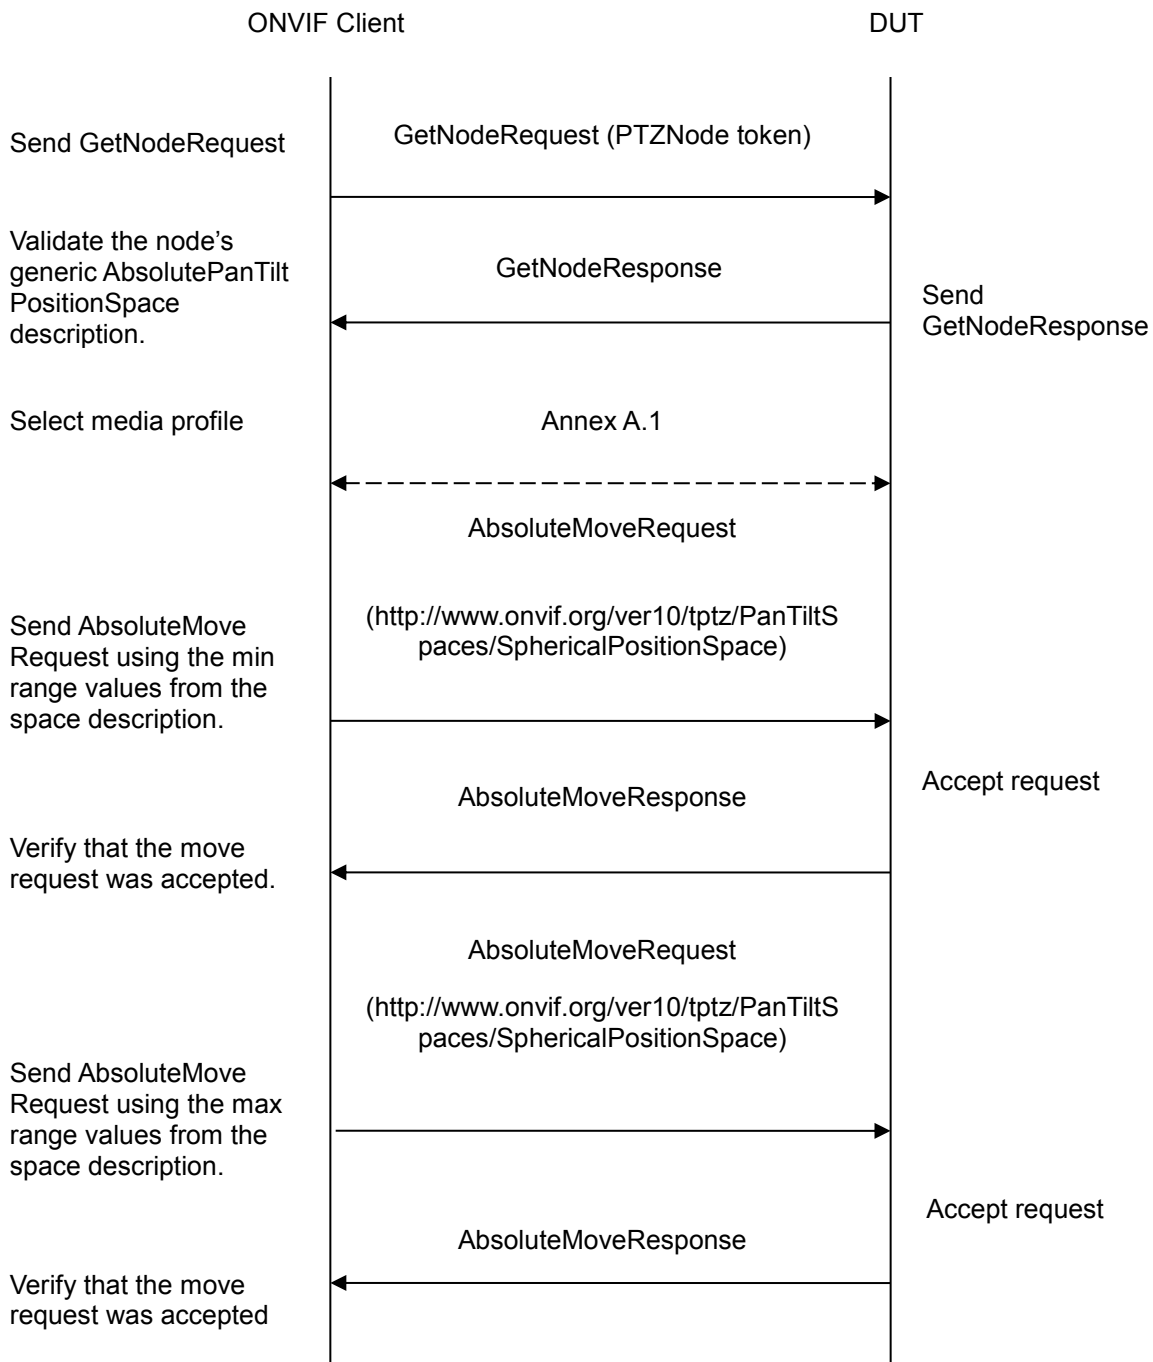 ONVIF Client
DUT
Send GetNodeRequest
GetNodeRequest (PTZNode token)
Validate the node’s
generic AbsolutePanTilt
PositionSpace
description.
GetNodeResponse
Send
GetNodeResponse
Select media profile
Annex A.1
AbsoluteMoveRequest
(http://www.onvif.org/ver10/tptz/PanTiltS
paces/SphericalPositionSpace)
Send AbsoluteMove
Request using the min
range values from the
space description.
Accept request
AbsoluteMoveResponse
Verify that the move
request was accepted.
AbsoluteMoveRequest
(http://www.onvif.org/ver10/tptz/PanTiltS
paces/SphericalPositionSpace)
Send AbsoluteMove
Request using the max
range values from the
space description.
Accept request
AbsoluteMoveResponse
Verify that the move
request was accepted